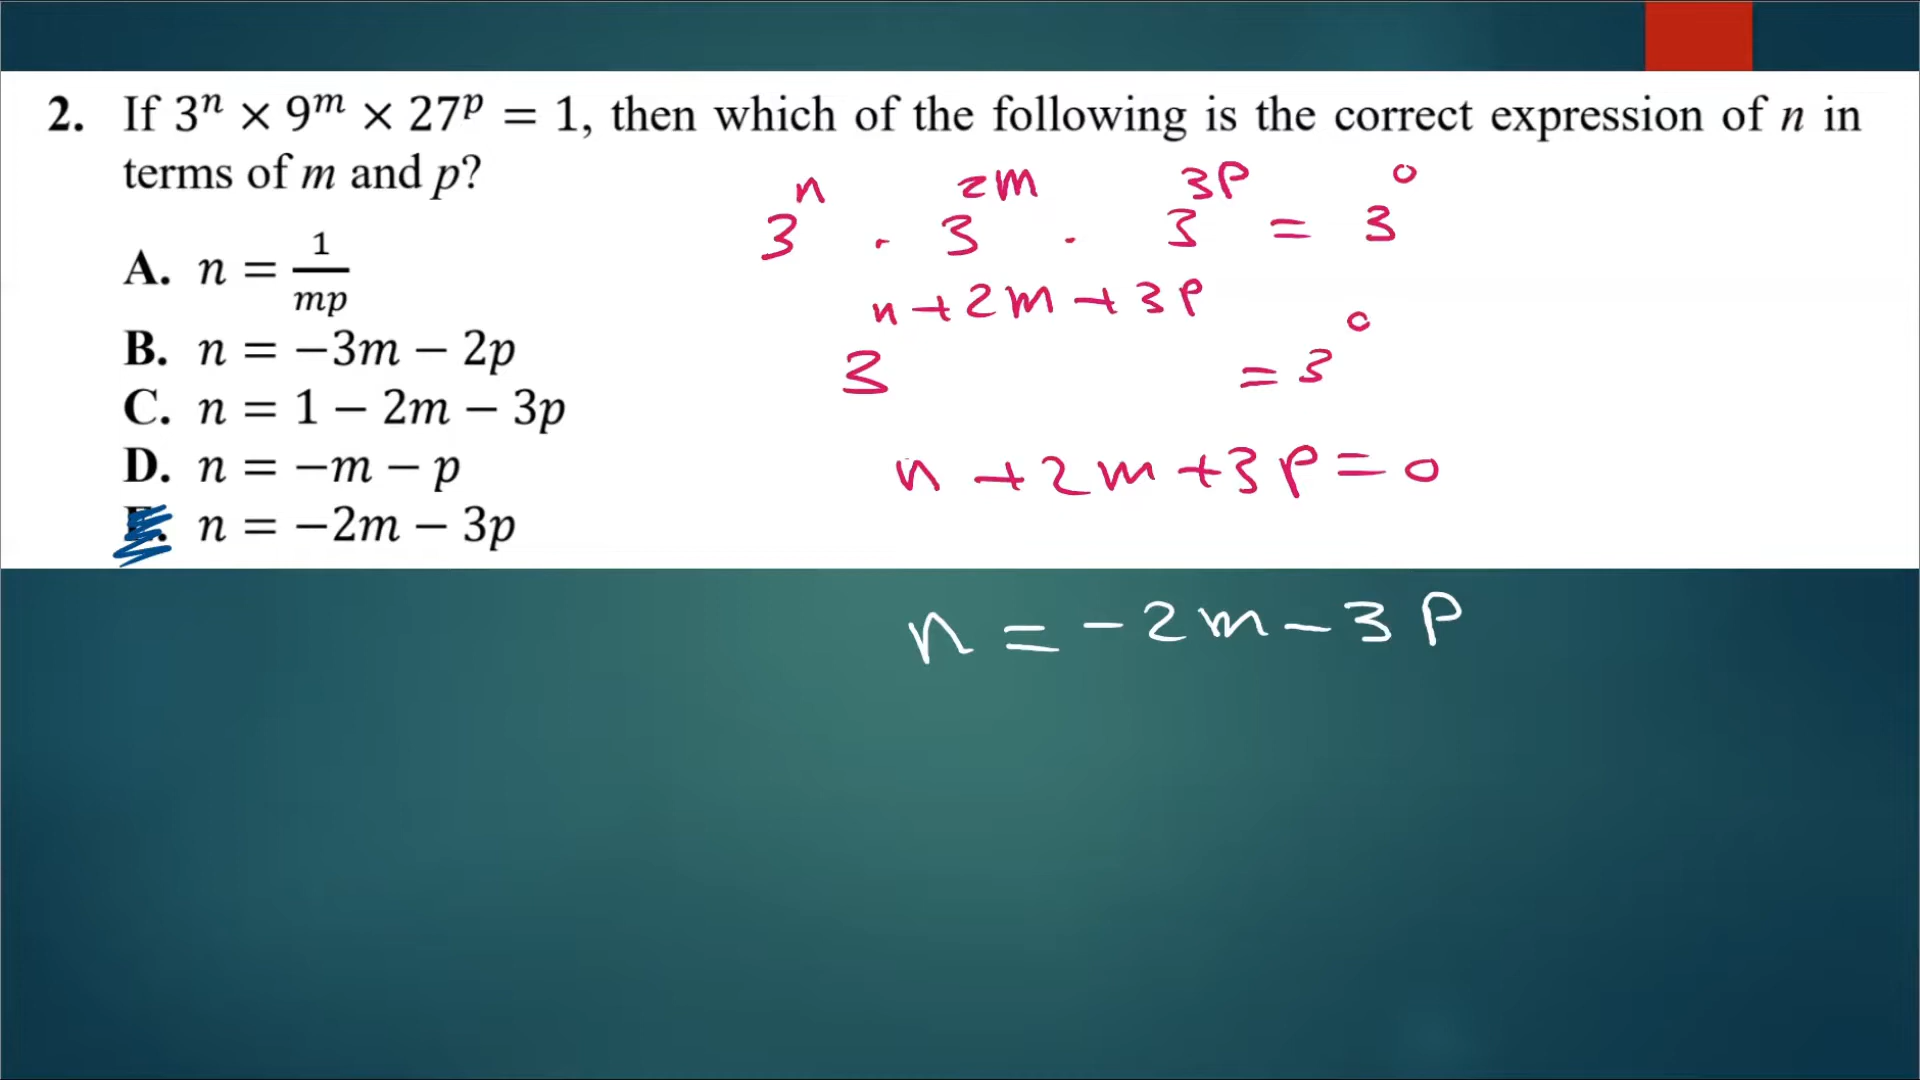 2. If 3ⁿ × 9ᵐ × 27ᵖ = 1, then which of the following is the correct expression of n in
terms of m and p?
A. n = 1/mp
B. n = −3m − 2p
C. n = 1 − 2m − 3p
D. n = −m − p
n = −2m − 3p
3ⁿ · 3²ᵐ · 3³ᵖ = 3⁰
3ⁿ⁺²ᵐ⁺³ᵖ = 3⁰
n + 2m + 3p = 0
n = −2m − 3p